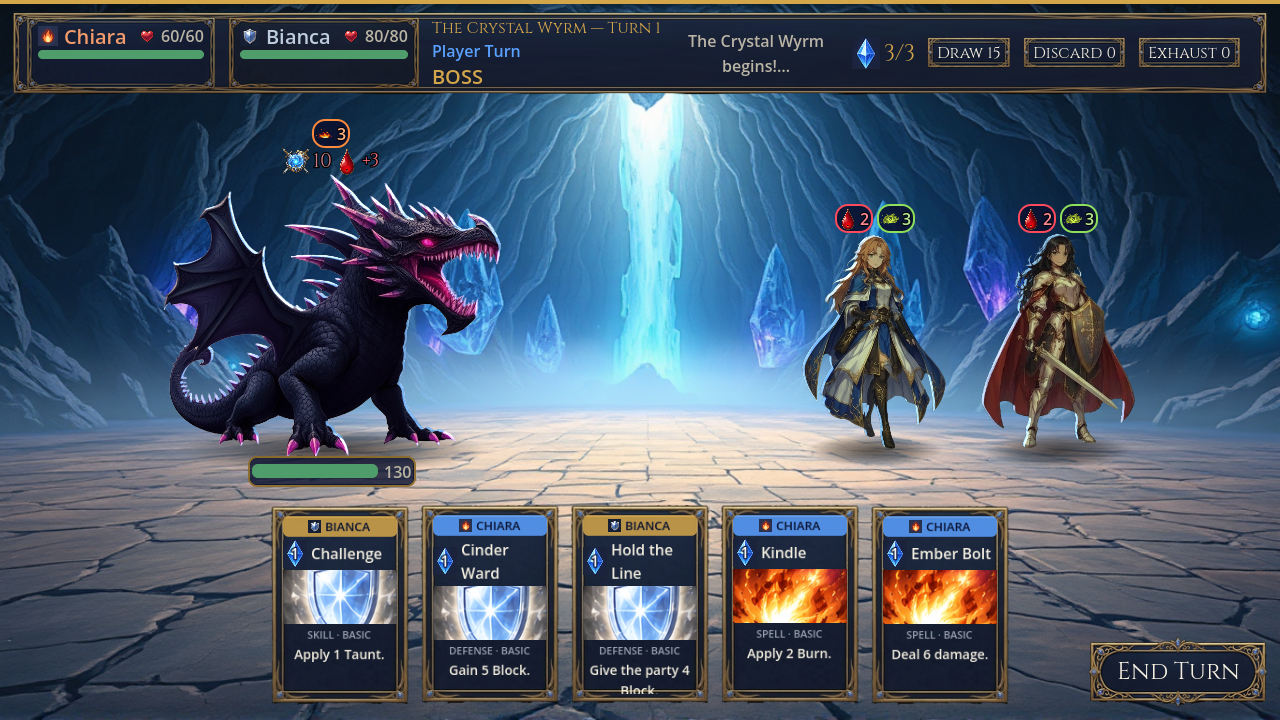 Chiara 60/60
Bianca 80/80
THE CRYSTAL WYRM — TURN 1
Player Turn
BOSS
The Crystal Wyrm
begins!...
3/3
DRAW 15
DISCARD 0
EXHAUST 0
3
10 +3
2 3
2 3
130
BIANCA
1 Challenge
SKILL · BASIC
Apply 1 Taunt.
CHIARA
1 Cinder
Ward
DEFENSE · BASIC
Gain 5 Block.
BIANCA
1 Hold the
Line
DEFENSE · BASIC
Give the party 4
Block.
CHIARA
1 Kindle
SPELL · BASIC
Apply 2 Burn.
CHIARA
1 Ember Bolt
SPELL · BASIC
Deal 6 damage.
END TURN